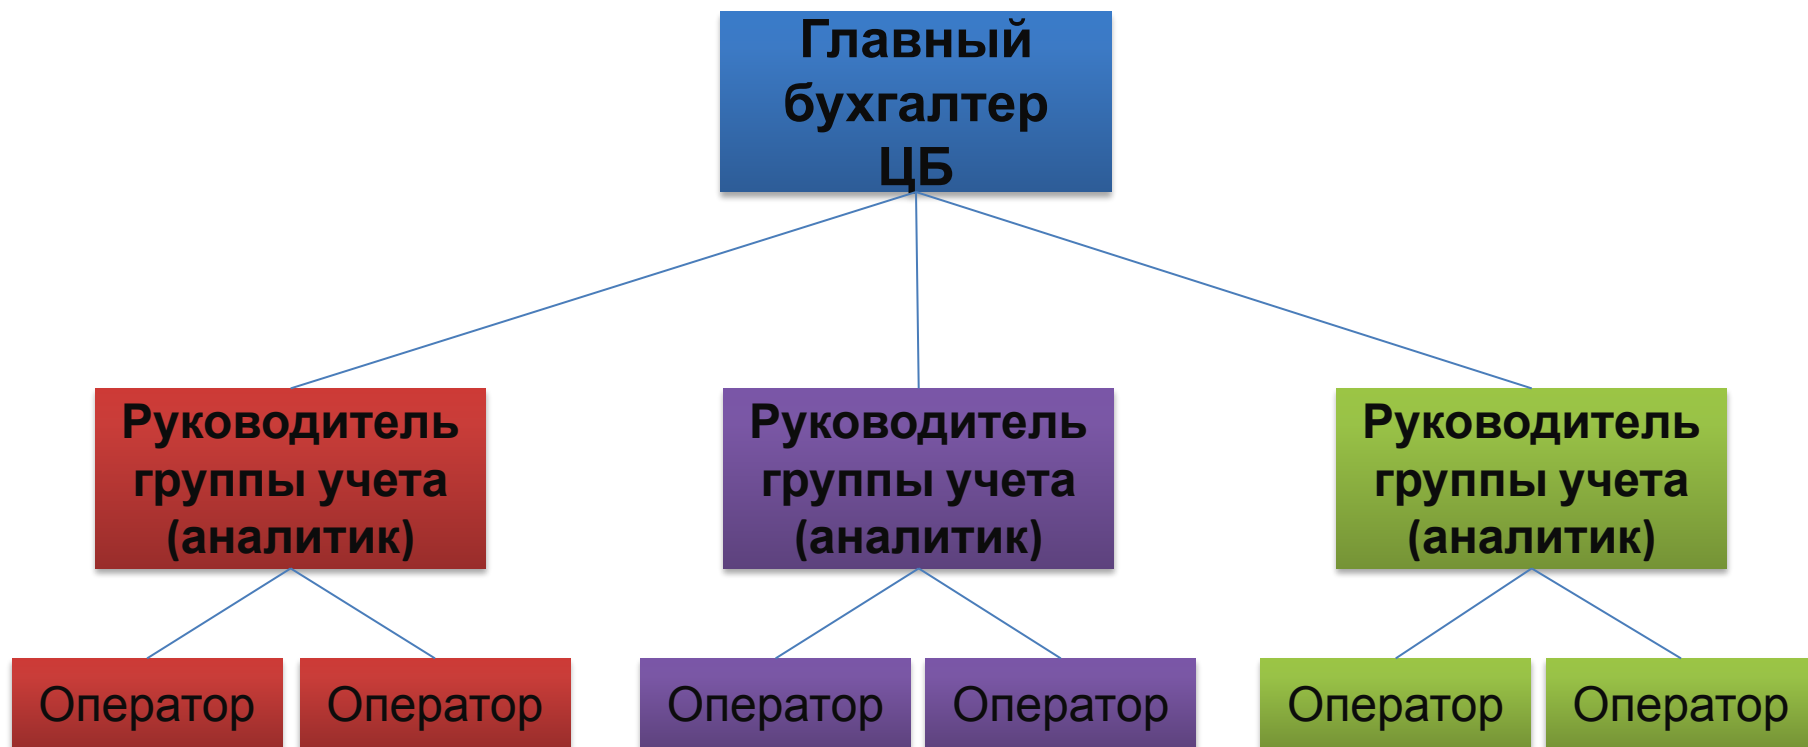 Главный
бухгалтер
ЦБ
Руководитель
группы учета
(аналитик)
Руководитель
группы учета
(аналитик)
Руководитель
группы учета
(аналитик)
Оператор
Оператор
Оператор
Оператор
Оператор
Оператор